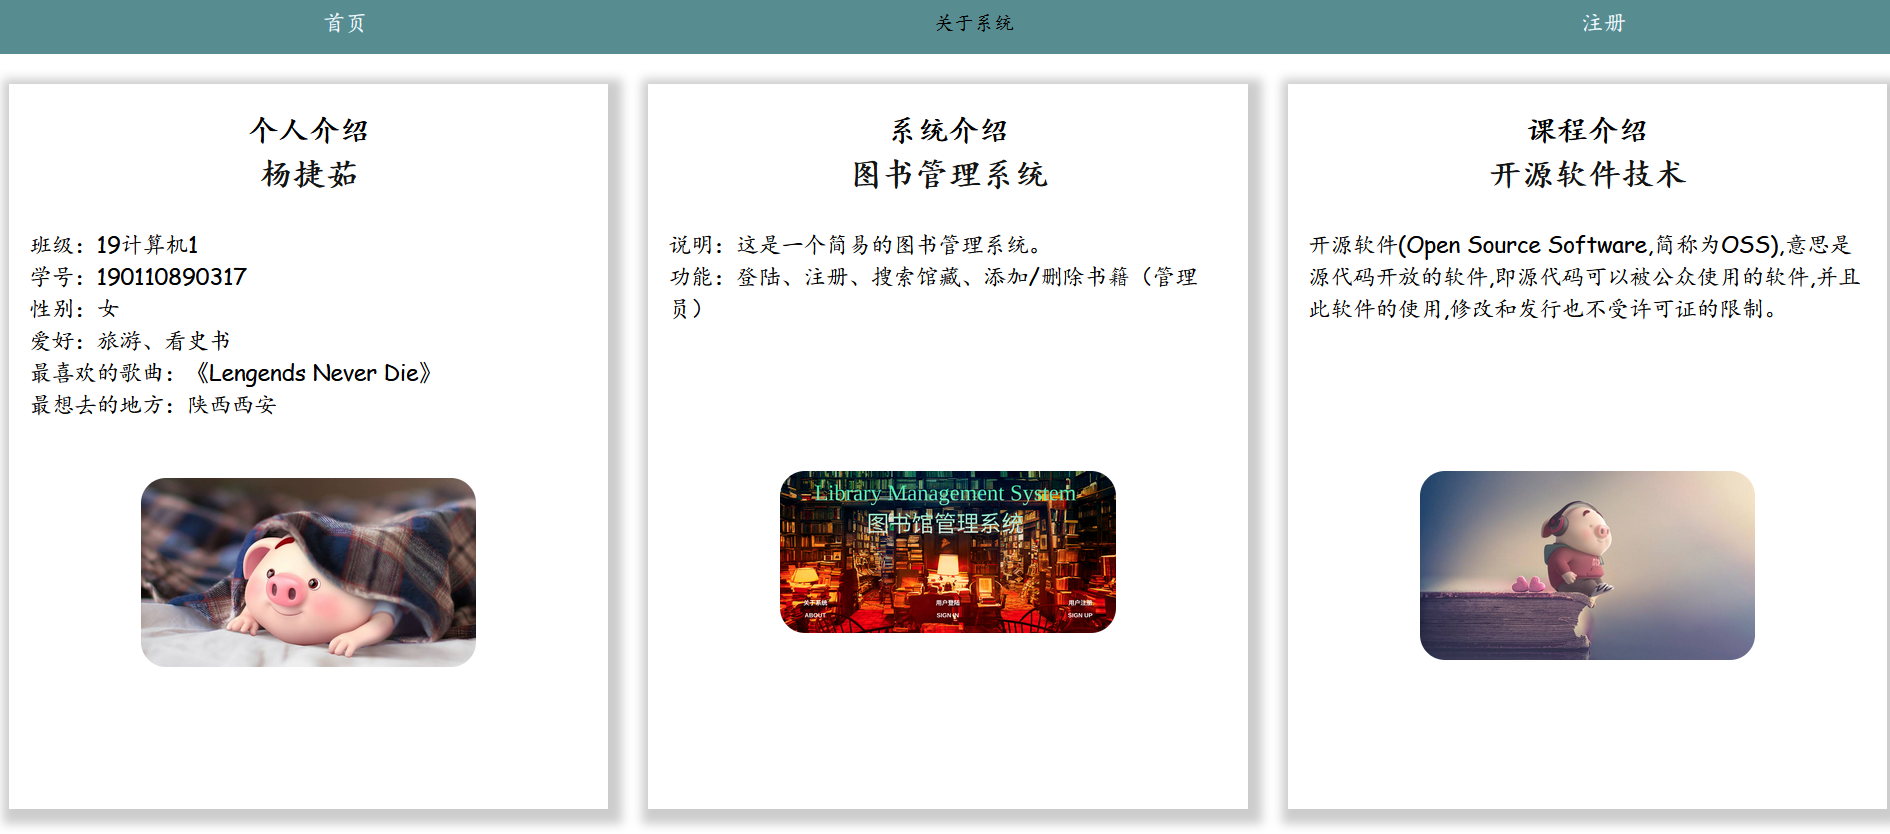 首页
关于系统
注册
个人介绍
杨捷茹
班级：19计算机1
学号：190110890317
性别：女
爱好：旅游、看史书
最喜欢的歌曲：《Lengends Never Die》
最想去的地方：陕西西安
系统介绍
图书管理系统
说明：这是一个简易的图书管理系统。
功能：登陆、注册、搜索馆藏、添加/删除书籍（管理
员）
Library Management System
图书馆管理系统
关于系统
ABOUT
用户登陆
SIGN IN
用户注册
SIGN UP
课程介绍
开源软件技术
开源软件(Open Source Software,简称为OSS),意思是
源代码开放的软件,即源代码可以被公众使用的软件,并且
此软件的使用,修改和发行也不受许可证的限制。